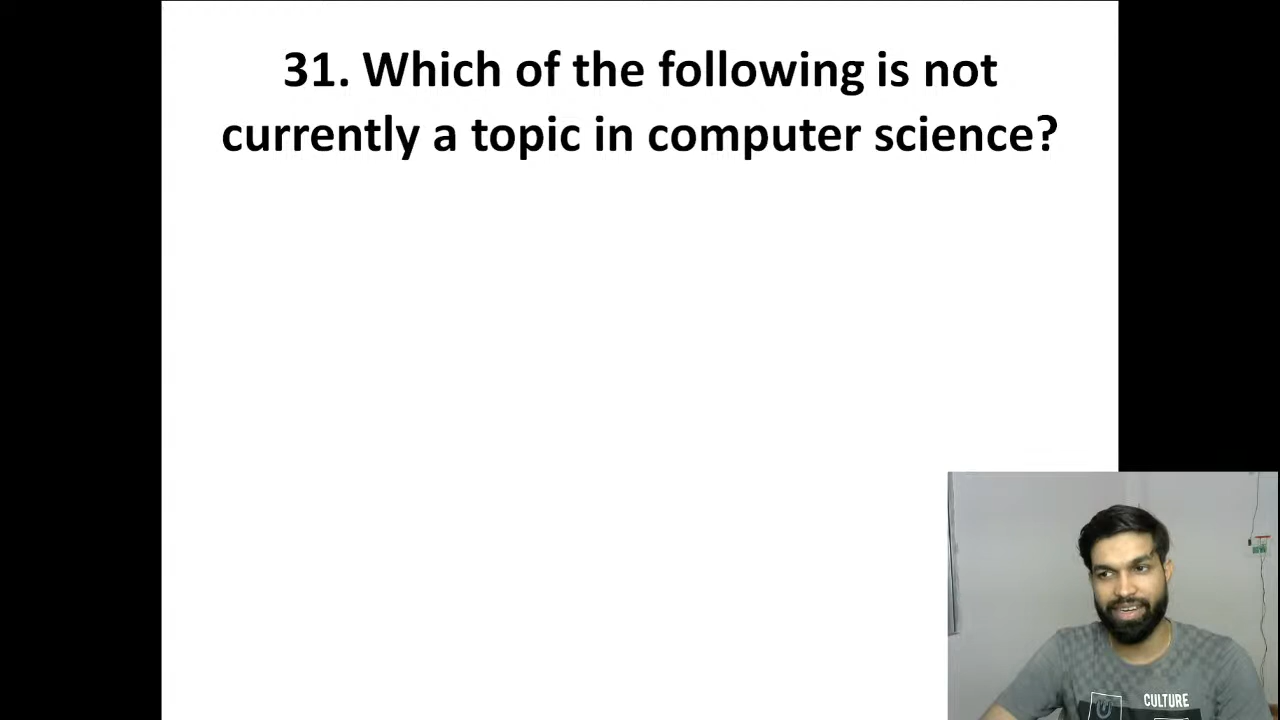 31. Which of the following is not
currently a topic in computer science?
CULTURE